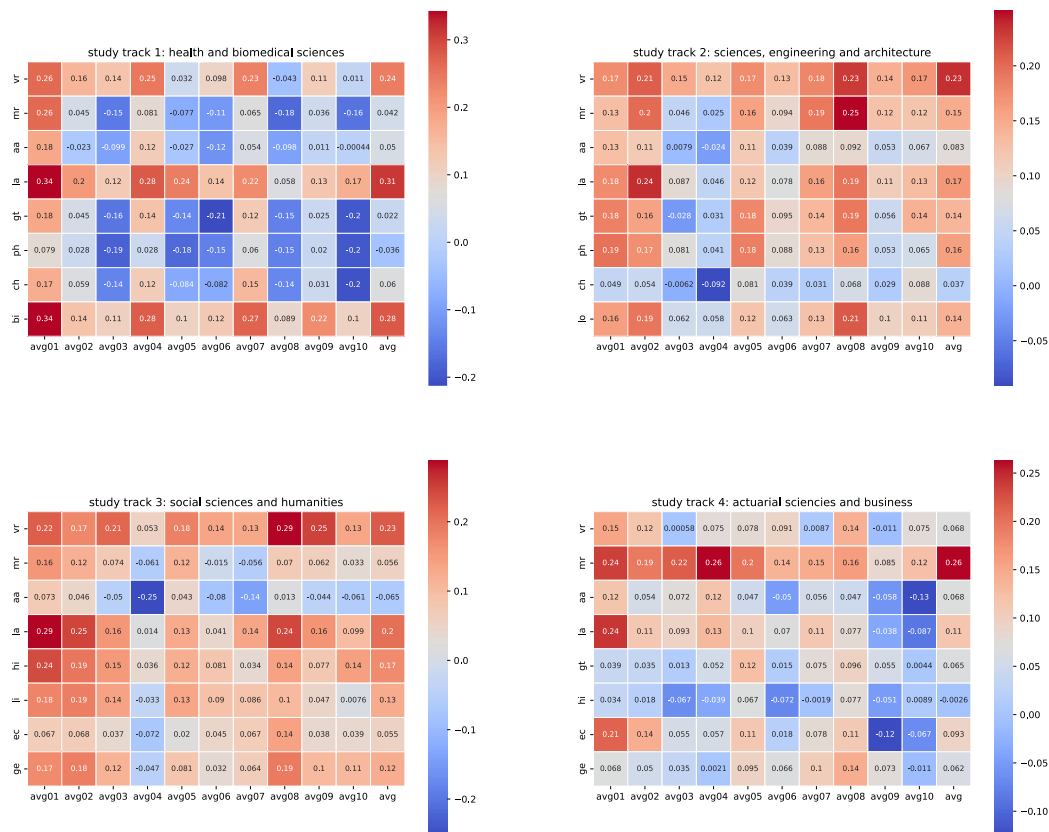 study track 1: health and biomedical sciences
vr 0.26 0.16 0.14 0.25 0.032 0.098 0.23 -0.043 0.11 0.011 0.24
mr 0.26 0.045 -0.15 0.081 -0.077 -0.11 0.065 -0.18 0.036 -0.16 0.042
aa 0.18 -0.023 -0.099 0.12 -0.027 -0.12 0.054 -0.098 0.011 -0.00044 0.05
la 0.34 0.2 0.12 0.28 0.24 0.14 0.22 0.058 0.13 0.17 0.31
gt 0.18 0.045 -0.16 0.14 -0.14 -0.21 0.12 -0.15 0.025 -0.2 0.022
ph 0.079 0.028 -0.19 0.028 -0.18 -0.15 0.06 -0.15 0.02 -0.2 -0.036
ch 0.17 0.059 -0.14 0.12 -0.084 -0.082 0.15 -0.14 0.031 -0.2 0.06
bi 0.34 0.14 0.11 0.28 0.1 0.12 0.27 0.089 0.22 0.1 0.28
avg01 avg02 avg03 avg04 avg05 avg06 avg07 avg08 avg09 avg10 avg
0.3
0.2
0.1
0.0
−0.1
−0.2
study track 2: sciences, engineering and architecture
vr 0.17 0.21 0.15 0.12 0.17 0.13 0.18 0.23 0.14 0.17 0.23
mr 0.13 0.2 0.046 0.025 0.16 0.094 0.19 0.25 0.12 0.12 0.15
aa 0.13 0.11 0.0079 -0.024 0.11 0.039 0.088 0.092 0.053 0.067 0.083
la 0.18 0.24 0.087 0.046 0.12 0.078 0.16 0.19 0.11 0.13 0.17
gt 0.18 0.16 -0.028 0.031 0.18 0.095 0.14 0.19 0.056 0.14 0.14
ph 0.19 0.17 0.081 0.041 0.18 0.088 0.13 0.16 0.053 0.065 0.16
ch 0.049 0.054 -0.0062 -0.092 0.081 0.039 0.031 0.068 0.029 0.088 0.037
lo 0.16 0.19 0.062 0.058 0.12 0.067 0.13 0.21 0.1 0.11 0.14
avg01 avg02 avg03 avg04 avg05 avg06 avg07 avg08 avg09 avg10 avg
0.20
0.15
0.10
0.05
0.00
−0.05
study track 3: social sciences and humanities
vr 0.22 0.17 0.21 0.053 0.18 0.14 0.13 0.29 0.25 0.13 0.23
mr 0.16 0.12 0.074 -0.061 0.12 -0.015 -0.056 0.07 0.062 0.033 0.056
aa 0.073 0.046 -0.05 -0.25 0.043 -0.08 -0.14 0.013 -0.044 -0.061 -0.065
la 0.29 0.25 0.16 0.014 0.13 0.041 0.14 0.24 0.16 0.099 0.2
hi 0.24 0.19 0.15 0.036 0.12 0.081 0.034 0.14 0.077 0.14 0.17
li 0.18 0.19 0.14 -0.033 0.13 0.09 0.086 0.1 0.047 0.0076 0.13
ec 0.067 0.068 0.037 -0.072 0.02 0.045 0.067 0.14 0.038 0.039 0.055
ge 0.17 0.18 0.12 -0.047 0.081 0.032 0.064 0.19 0.1 0.11 0.12
avg01 avg02 avg03 avg04 avg05 avg06 avg07 avg08 avg09 avg10 avg
0.2
0.1
0.0
−0.1
−0.2
study track 4: actuarial sciencies and business
vr 0.15 0.12 0.00058 0.075 0.078 0.091 0.0087 0.14 -0.011 0.075 0.068
mr 0.24 0.19 0.22 0.26 0.2 0.14 0.15 0.16 0.085 0.12 0.26
aa 0.12 0.054 0.072 0.12 0.047 -0.05 0.056 0.047 -0.058 -0.13 0.068
la 0.24 0.11 0.093 0.13 0.1 0.07 0.11 0.077 -0.038 -0.087 0.11
gt 0.039 0.035 0.013 0.052 0.12 0.015 0.075 0.096 0.055 0.0044 0.065
hi 0.034 0.018 -0.067 -0.039 0.067 -0.072 -0.0019 0.077 -0.051 0.0089 -0.0026
ec 0.21 0.14 0.055 0.057 0.11 0.018 0.078 0.11 -0.12 -0.067 0.093
ge 0.068 0.05 0.035 0.0021 0.095 0.066 0.1 0.14 0.073 -0.011 0.062
avg01 avg02 avg03 avg04 avg05 avg06 avg07 avg08 avg09 avg10 avg
0.25
0.20
0.15
0.10
0.05
0.00
−0.05
−0.10